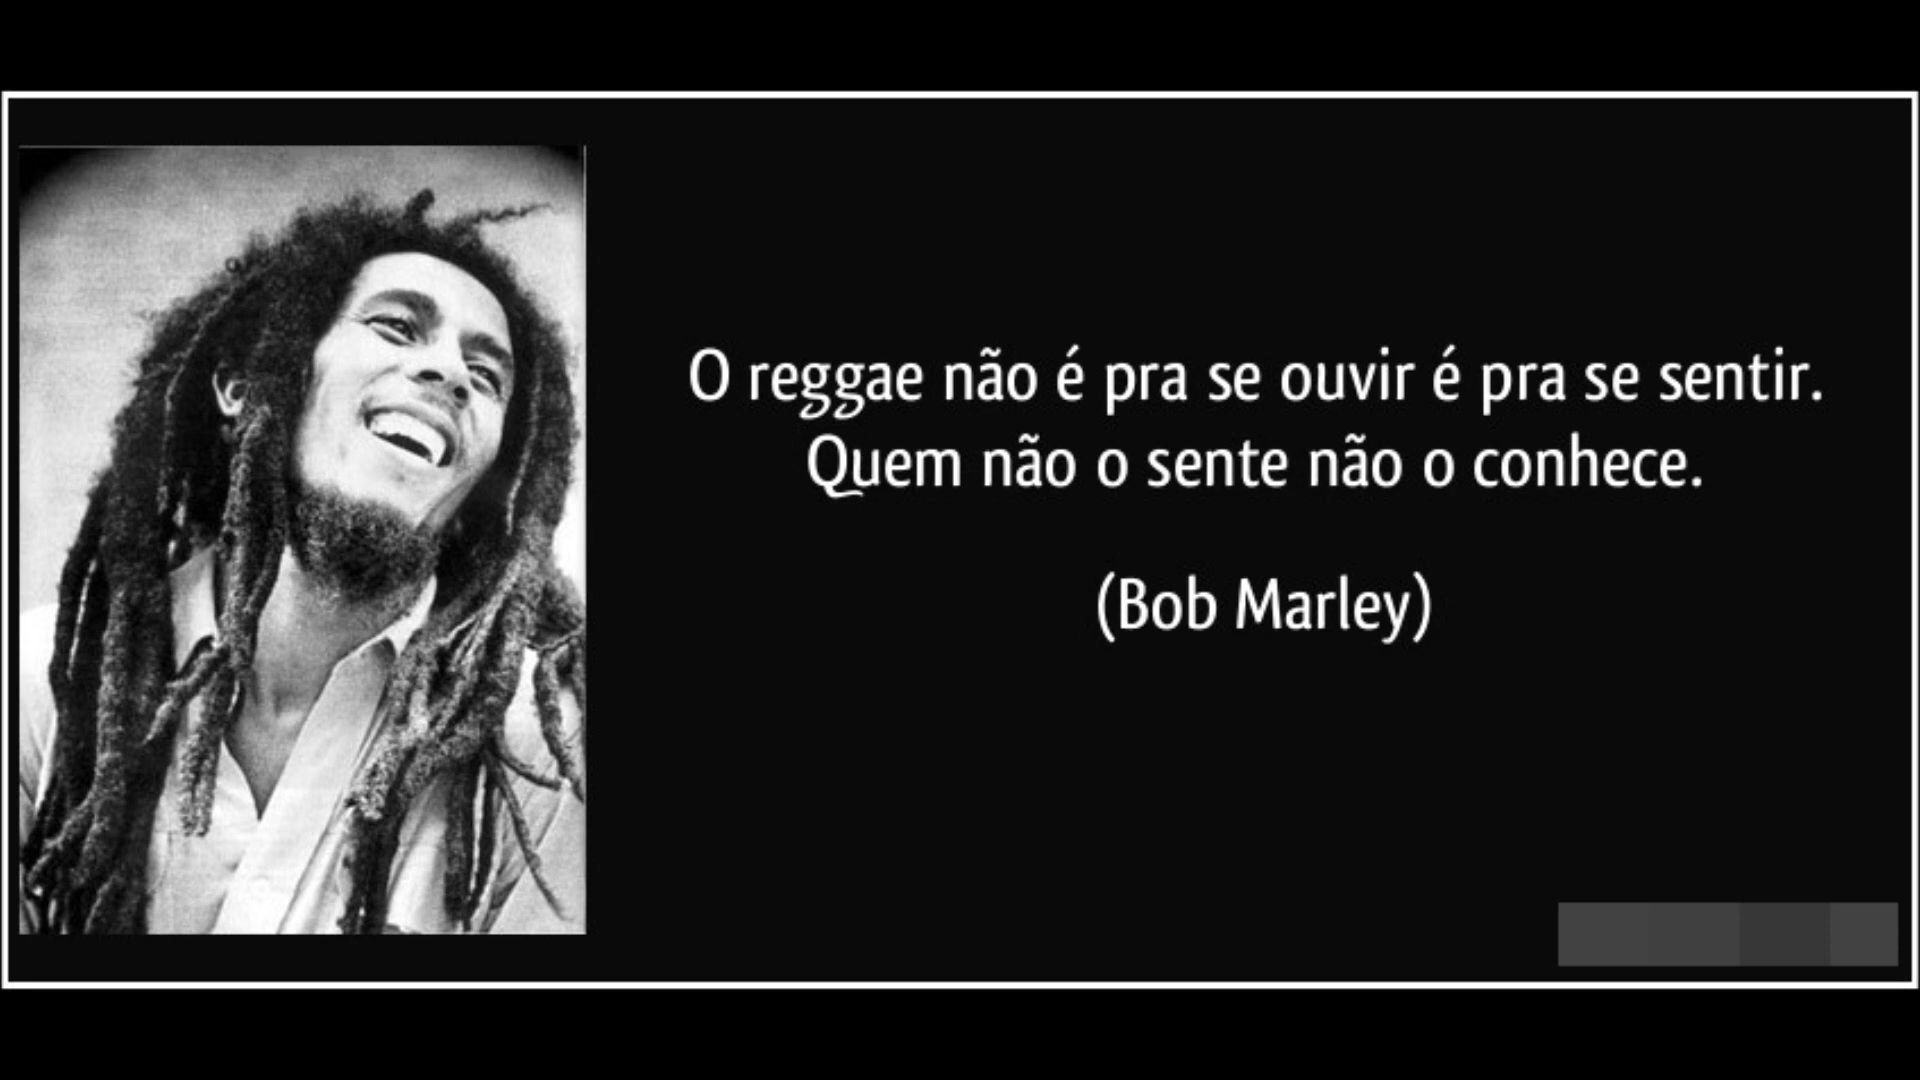 O reggae não é pra se ouvir é pra se sentir.
Quem não o sente não o conhece.
(Bob Marley)